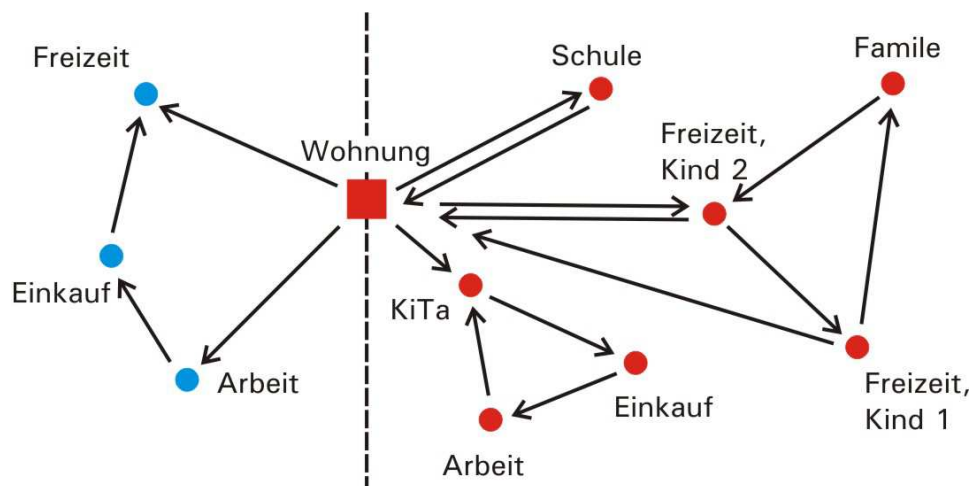 Freizeit
Schule
Famile
Wohnung
Freizeit,
Kind 2
Einkauf
KiTa
Arbeit
Einkauf
Freizeit,
Kind 1
Arbeit